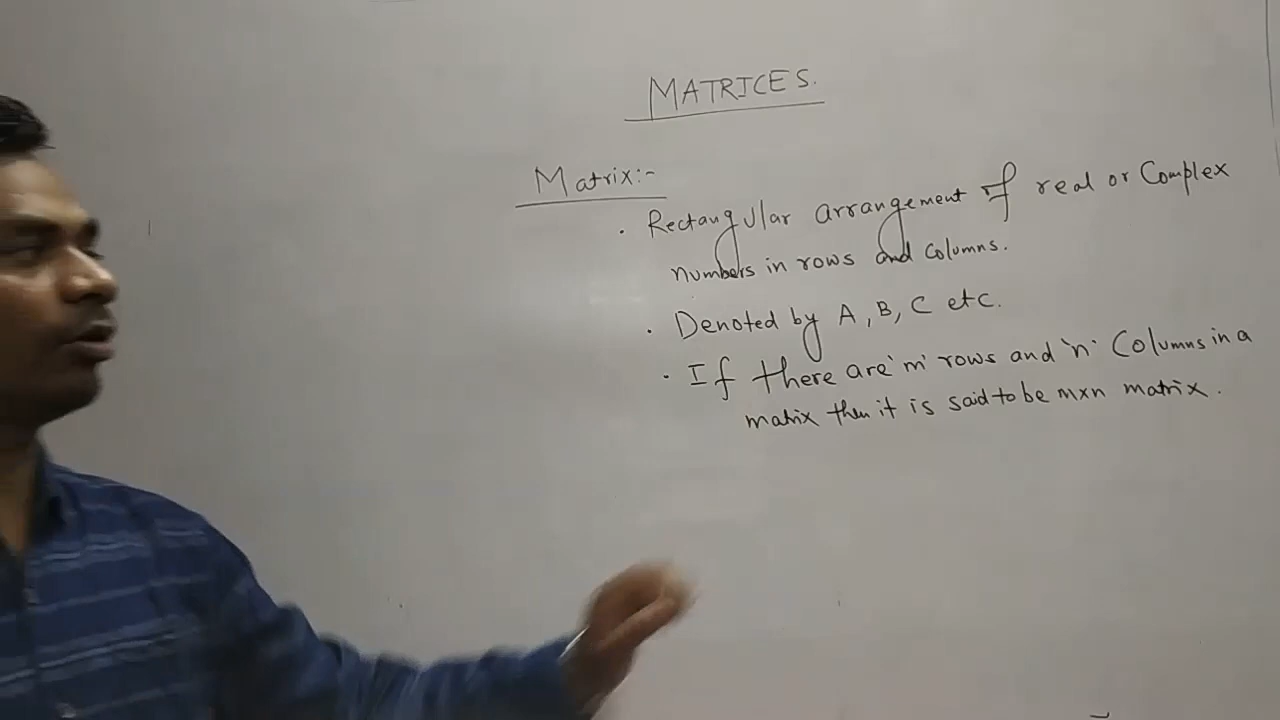 MATRICES.
Matrix:-
. Rectangular arrangement of real or Complex
numbers in rows and columns.
. Denoted by A, B, C etc.
. If there are 'm' rows and 'n' Columns in a
matrix then it is said to be mxn matrix.